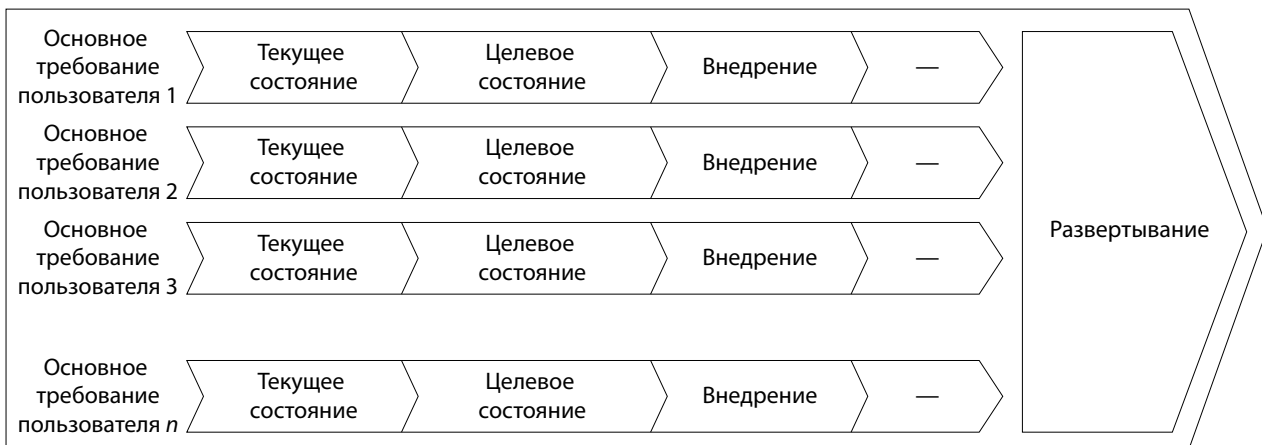 Основное
требование
пользователя 1
Текущее
состояние
Целевое
состояние
Внедрение
—
Основное
требование
пользователя 2
Текущее
состояние
Целевое
состояние
Внедрение
—
Основное
требование
пользователя 3
Текущее
состояние
Целевое
состояние
Внедрение
—
Основное
требование
пользователя n
Текущее
состояние
Целевое
состояние
Внедрение
—
Развертывание